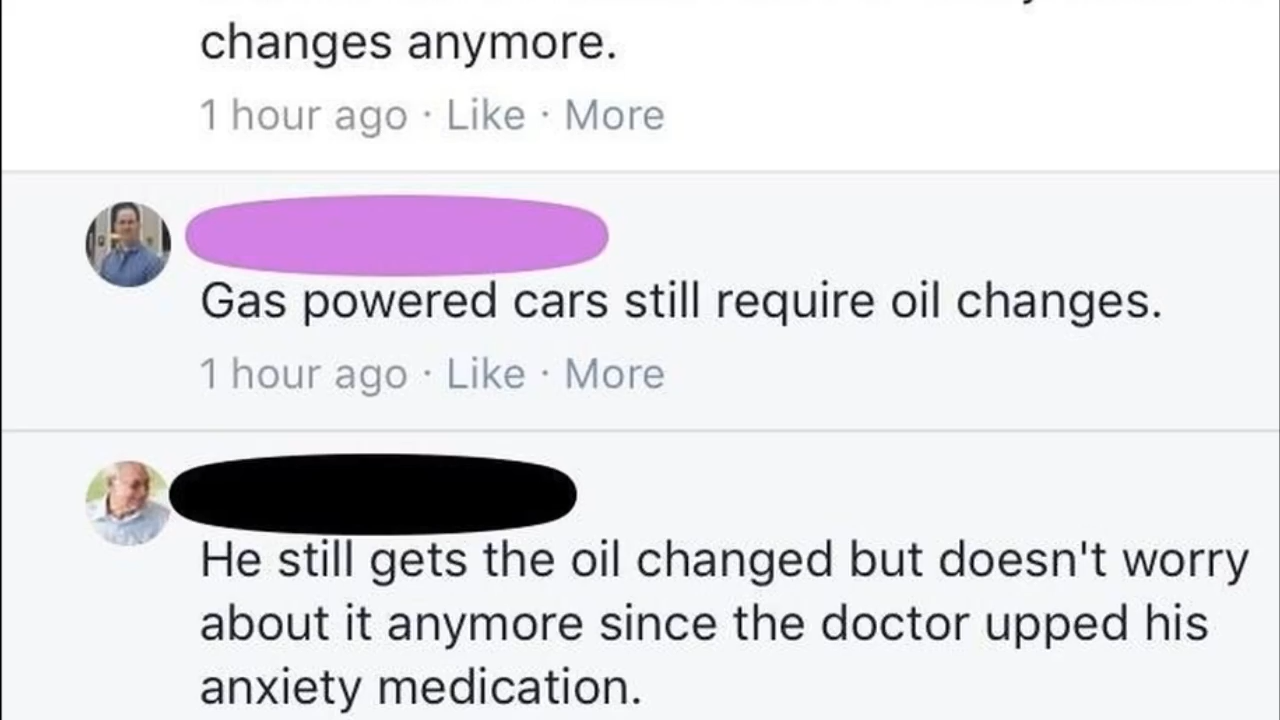 changes anymore.
1 hour ago · Like · More
Gas powered cars still require oil changes.
1 hour ago · Like · More
He still gets the oil changed but doesn't worry
about it anymore since the doctor upped his
anxiety medication.